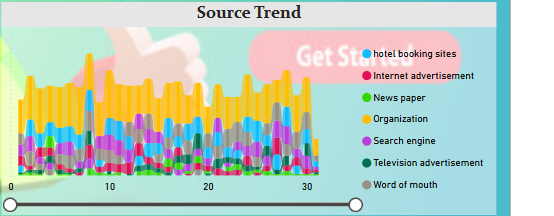 Source Trend
Get Started
hotel booking sites
Internet advertisement
News paper
Organization
Search engine
Television advertisement
Word of mouth
0 10 20 30